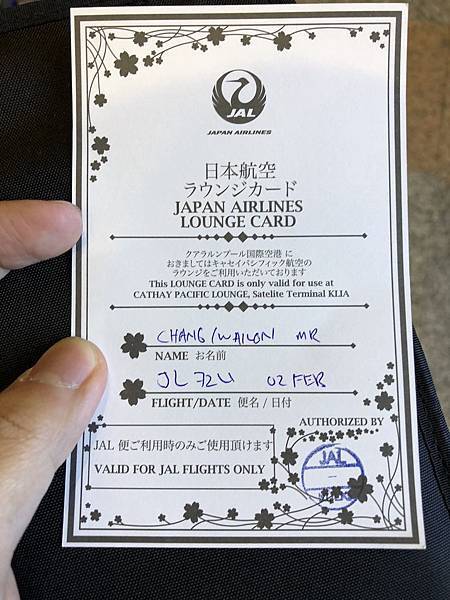 JAL
JAPAN AIRLINES
日本航空
ラウンジカード
JAPAN AIRLINES
LOUNGE CARD
クアラルンプール国際空港 に
おきましてはキャセイパシフィック航空の
ラウンジをご利用いただいております
This LOUNGE CARD is only valid for use at
CATHAY PACIFIC LOUNGE, Satelite Terminal KLIA
CHANG/WAILON MR
NAME お名前
JL 724 02 FEB
FLIGHT/DATE 便名 / 日付
AUTHORIZED BY
JAL 便ご利用時のみご使用頂けます
VALID FOR JAL FLIGHTS ONLY
JAL